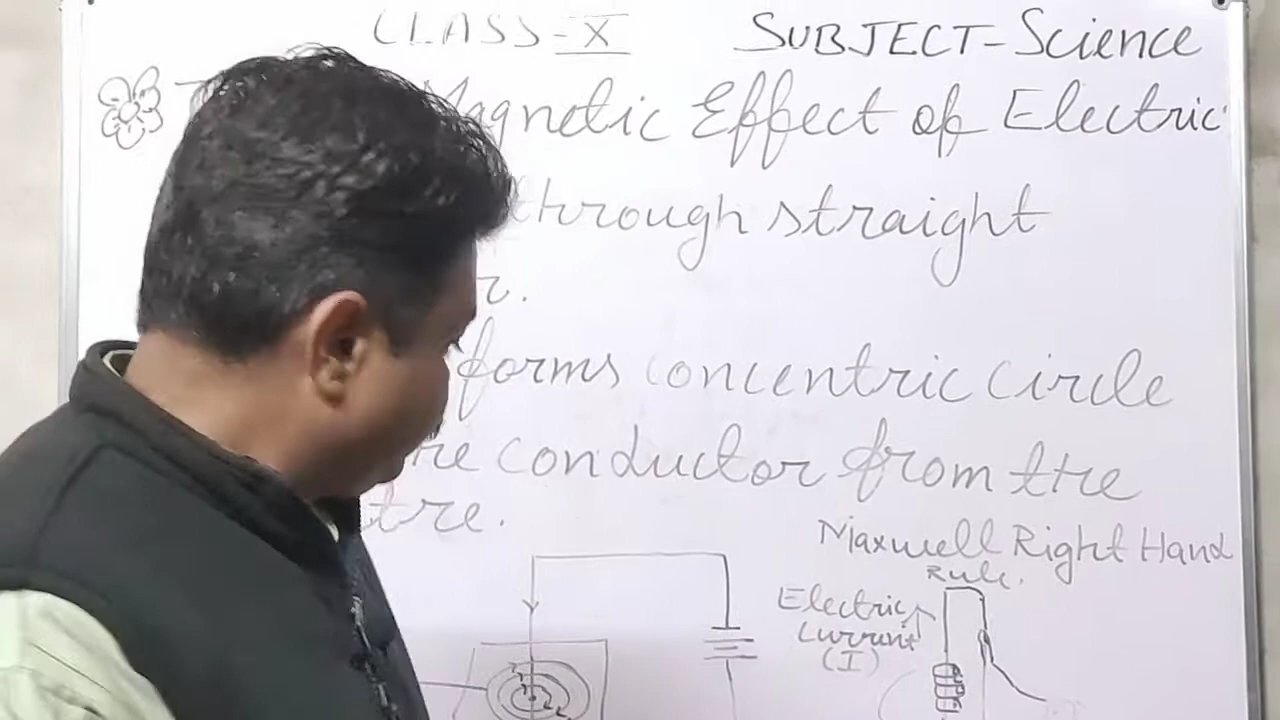 CLASS-X SUBJECT-Science
Magnetic Effect of Electric
through straight
r.
forms concentric circle
re conductor from the
tre.
Maxwell Right Hand
Rule.
Electric
Current
(I)